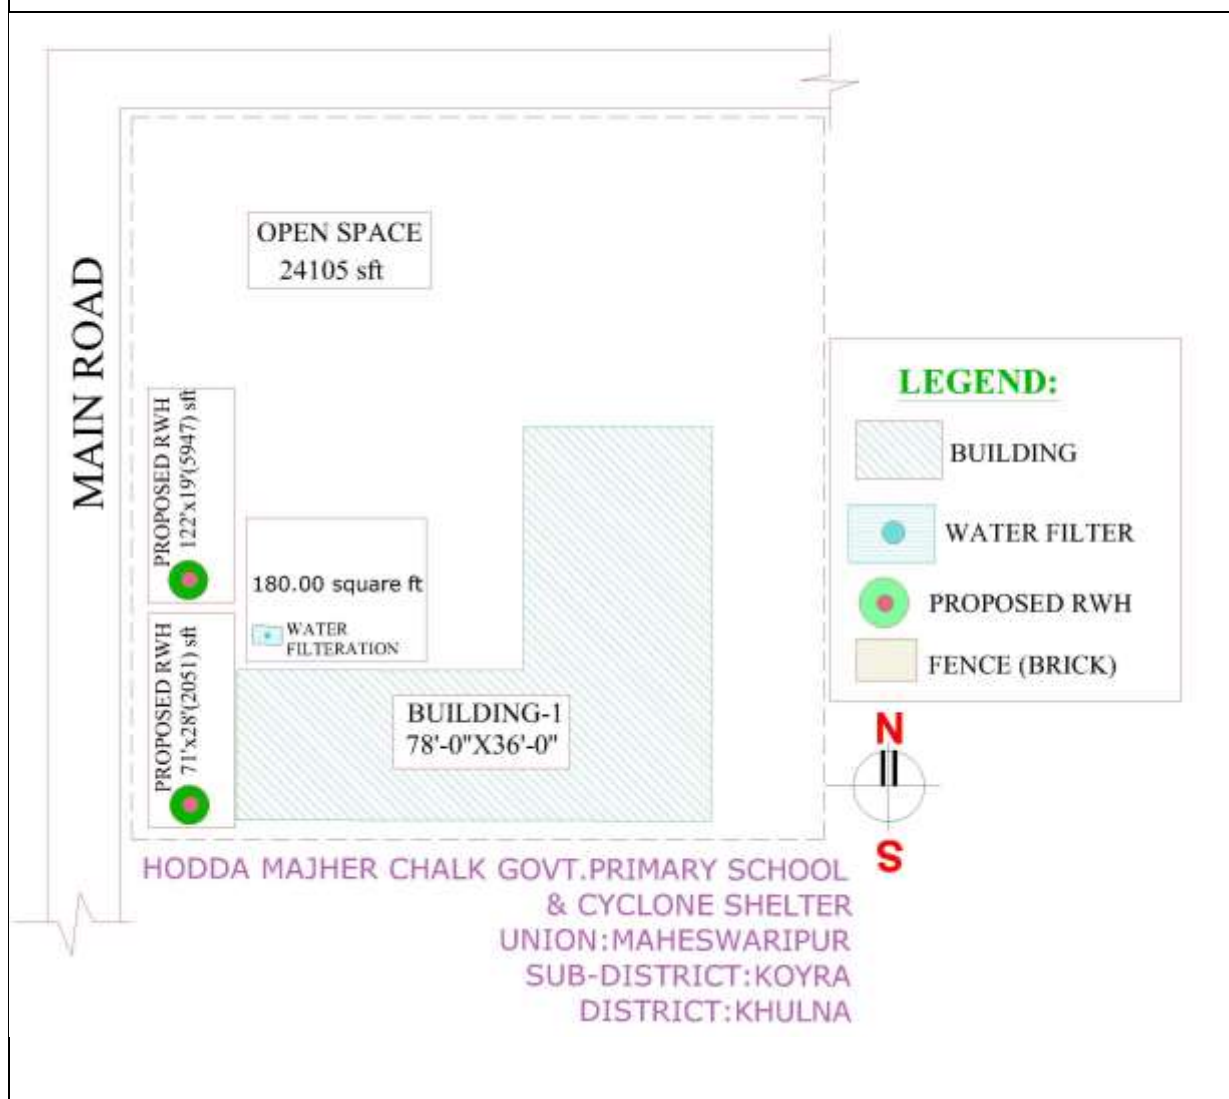 MAIN ROAD
OPEN SPACE
24105 sft
PROPOSED RWH
122'x19'(5947) sft
180.00 square ft
WATER
FILTERATION
PROPOSED RWH
71'x28'(2051) sft
BUILDING-1
78'-0"X36'-0"
LEGEND:
BUILDING
WATER FILTER
PROPOSED RWH
FENCE (BRICK)
N
S
HODDA MAJHER CHALK GOVT.PRIMARY SCHOOL
& CYCLONE SHELTER
UNION:MAHESWARIPUR
SUB-DISTRICT:KOYRA
DISTRICT:KHULNA